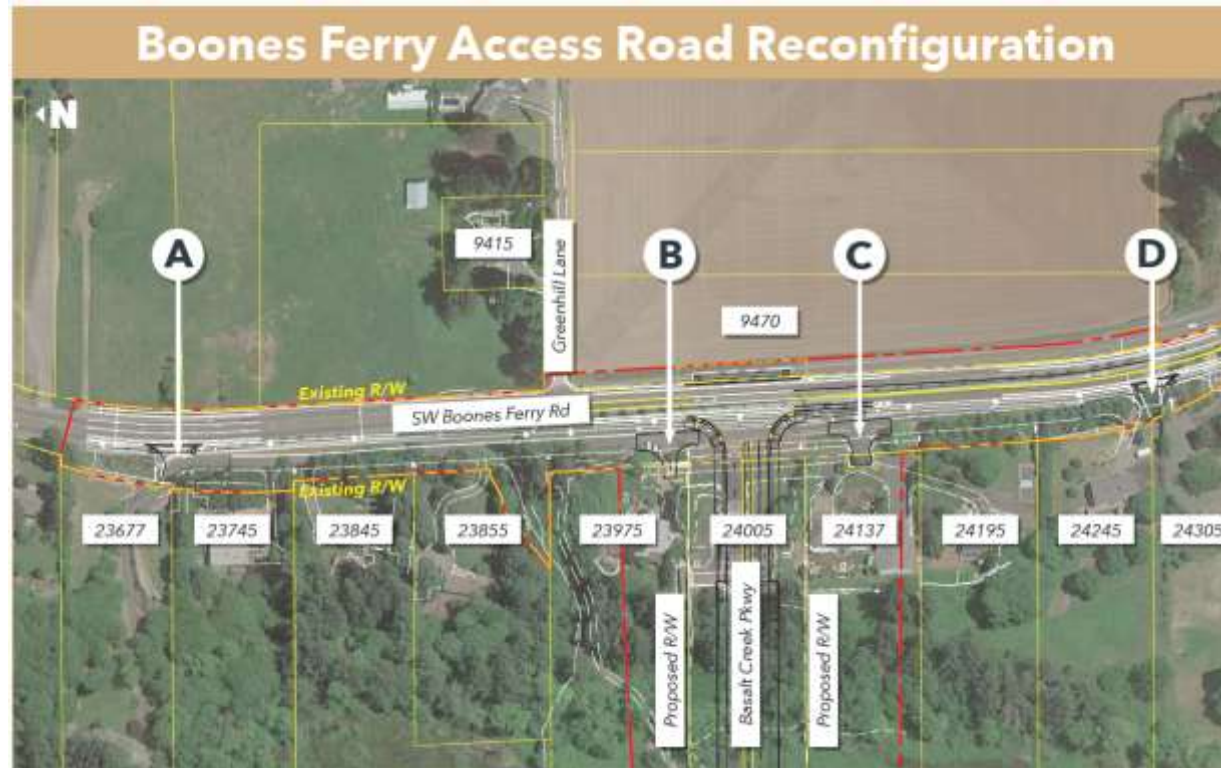 Boones Ferry Access Road Reconfiguration
N
A
9415
Greenhill Lane
B
C
D
9470
Existing R/W
SW Boones Ferry Rd
Existing R/W
23677
23745
23845
23855
23975
24005
24137
24195
24245
24305
Proposed R/W
Basalt Creek Pkwy
Proposed R/W